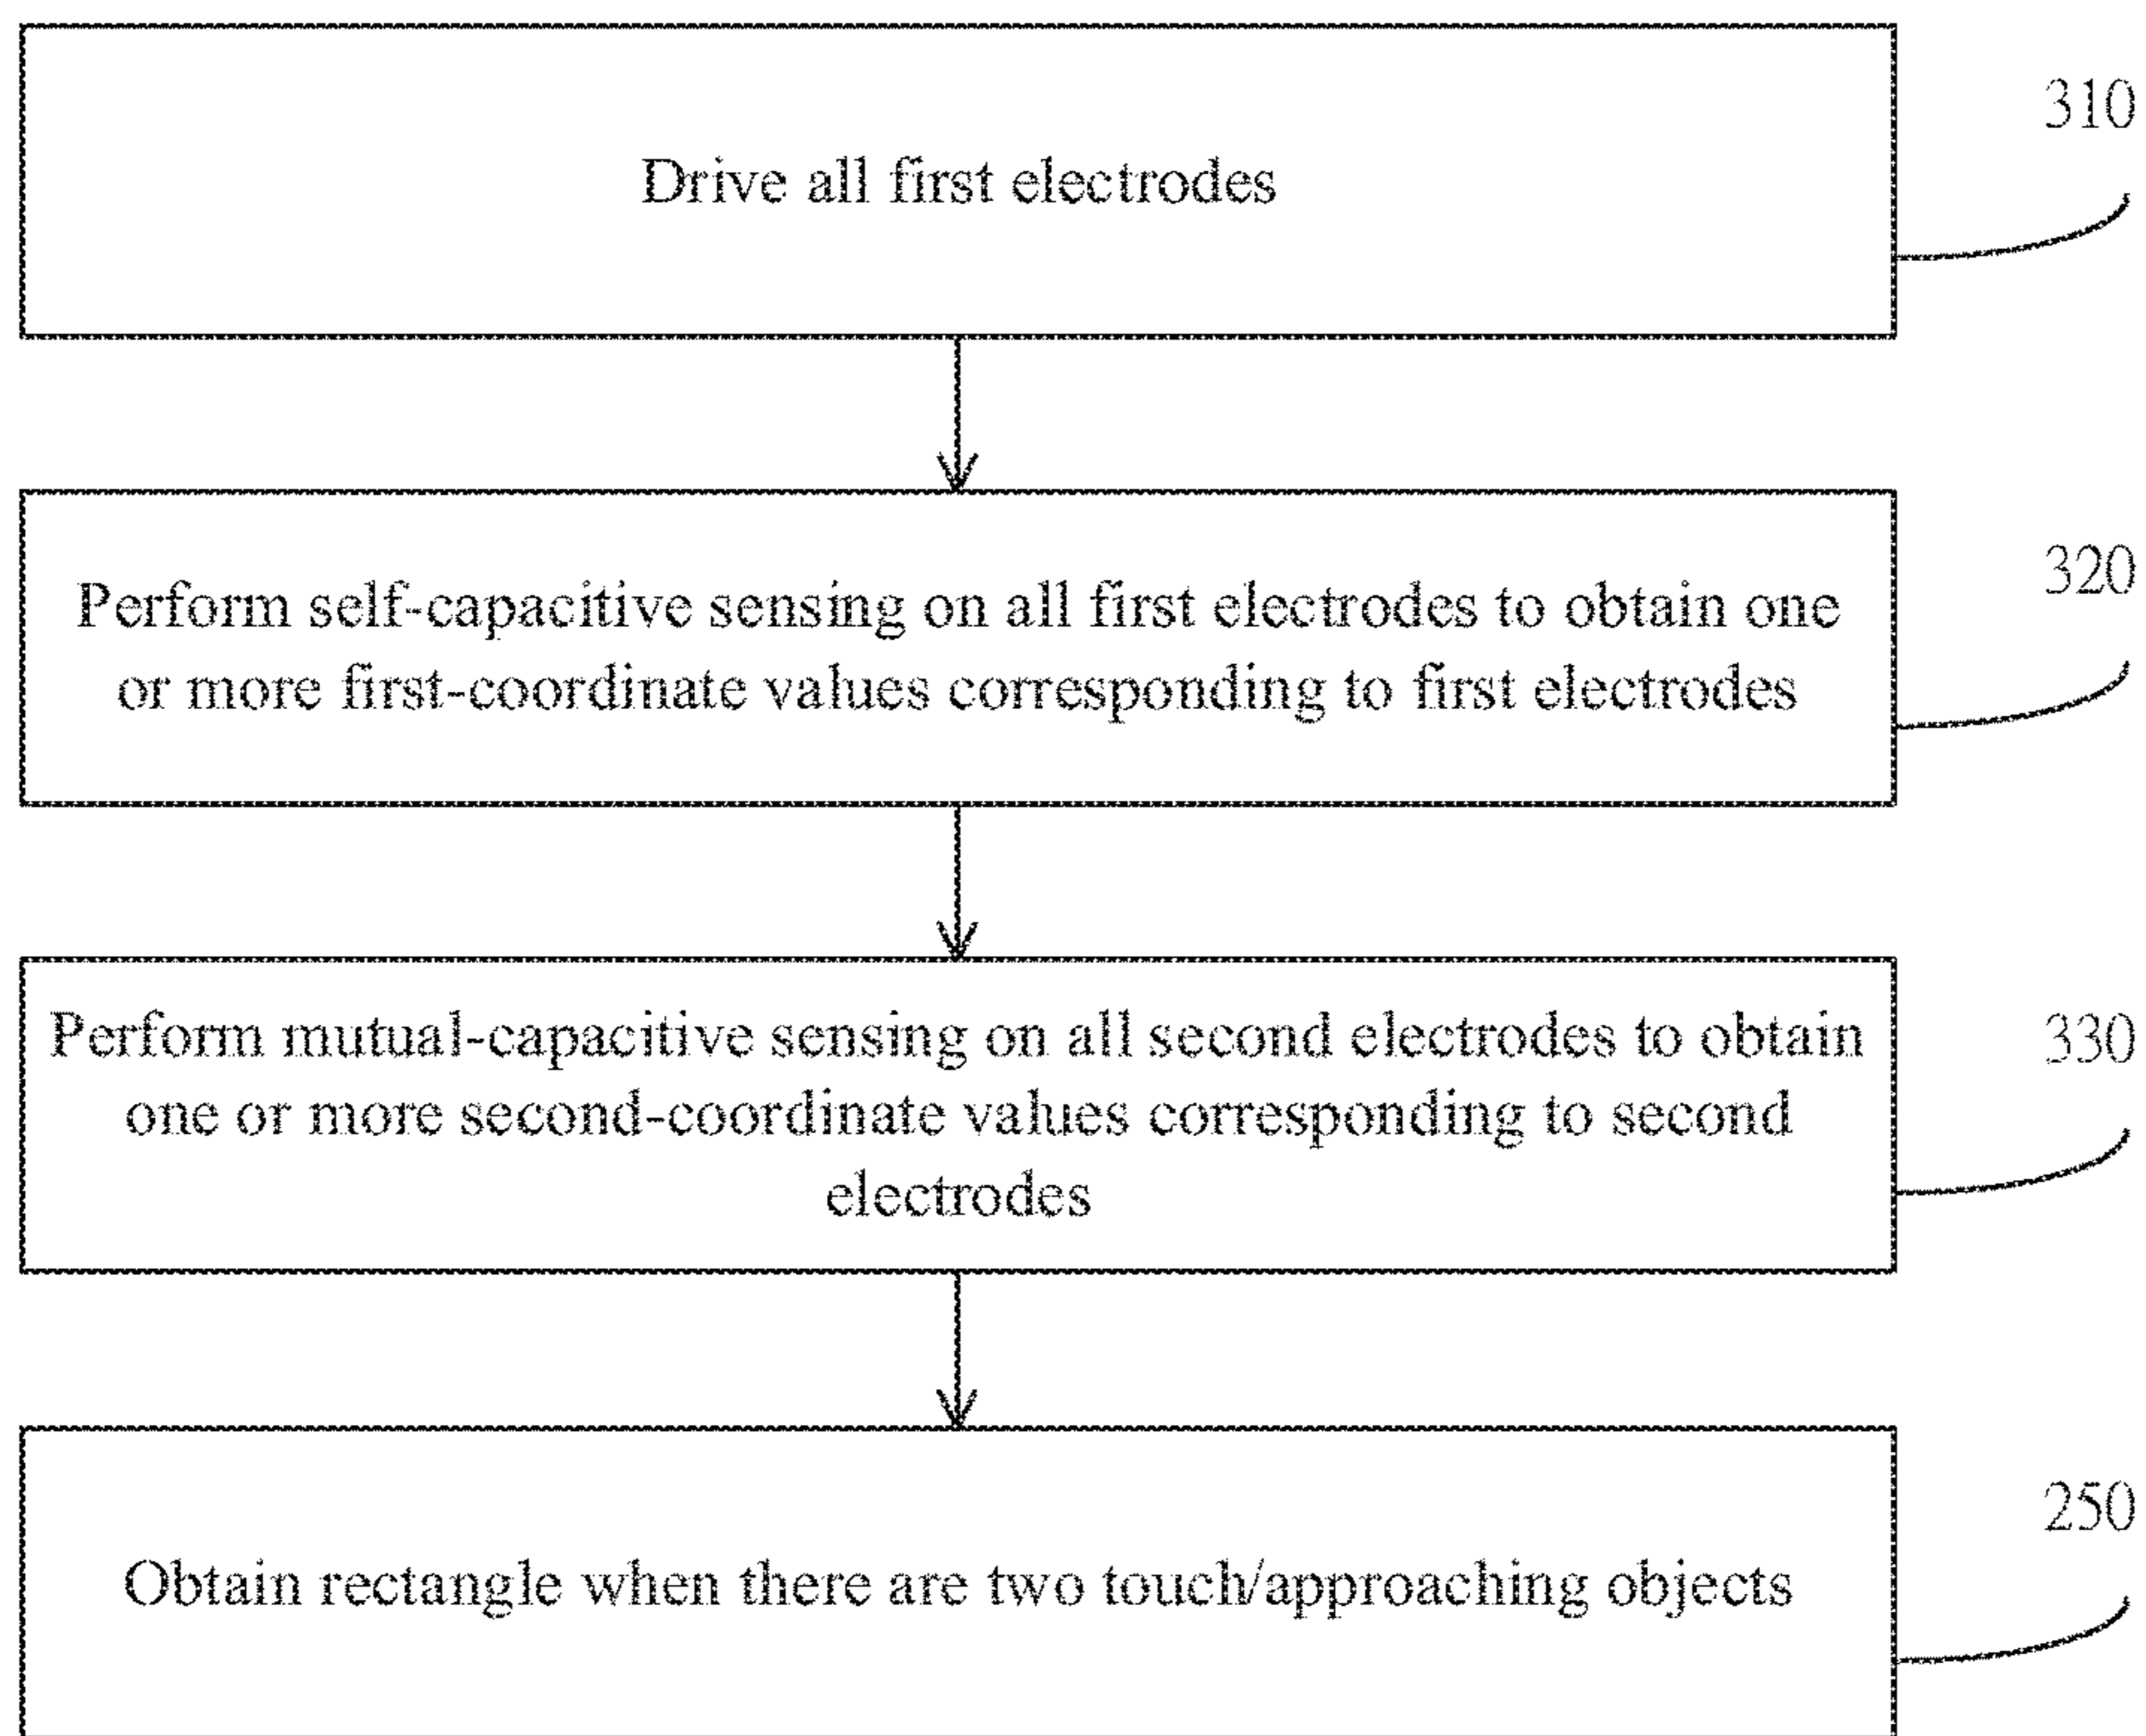 Drive all first electrodes
310
Perform self-capacitive sensing on all first electrodes to obtain one
or more first-coordinate values corresponding to first electrodes
320
Perform mutual-capacitive sensing on all second electrodes to obtain
one or more second-coordinate values corresponding to second
electrodes
330
Obtain rectangle when there are two touch/approaching objects
250